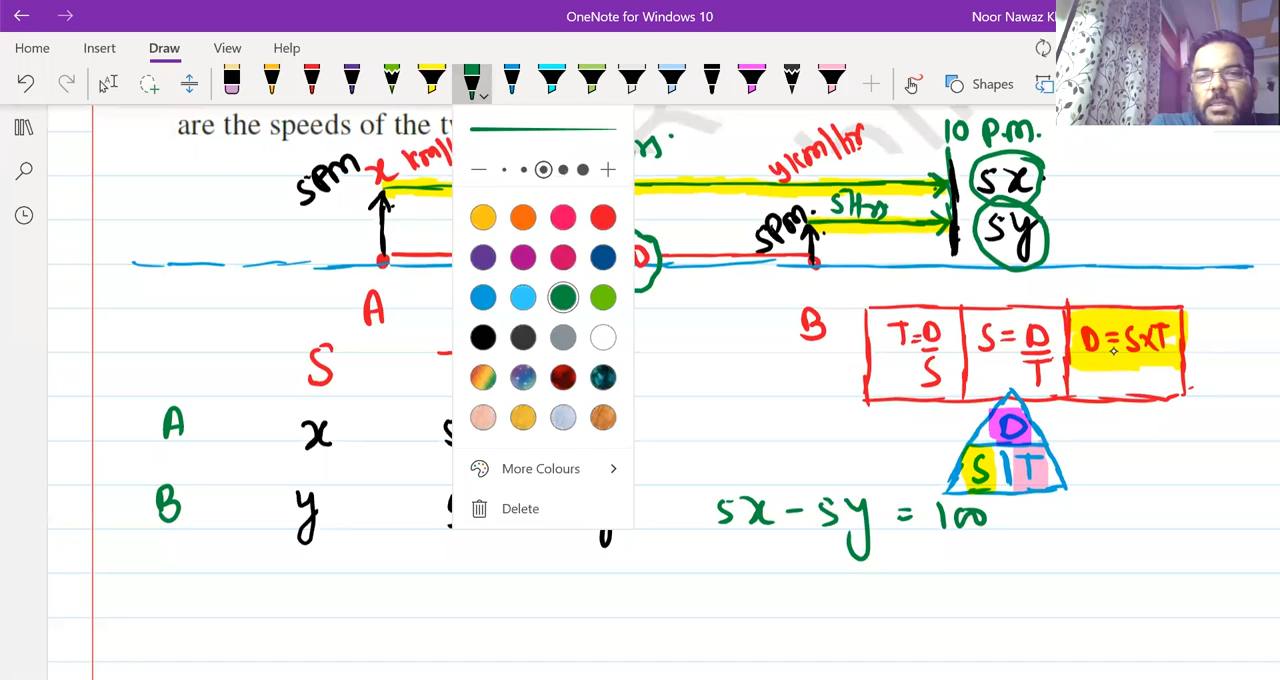 OneNote for Windows 10
Noor Nawaz
Home Insert Draw View Help
Shapes
are the speeds of the
10 P.M.
5PM x km/
y km/hr
5x
5PM. 5Hrs
5y
A
B
T=D/S S=D/T D=SxT
S
D
S T
A x
B y
5x - 5y = 100
More Colours
Delete